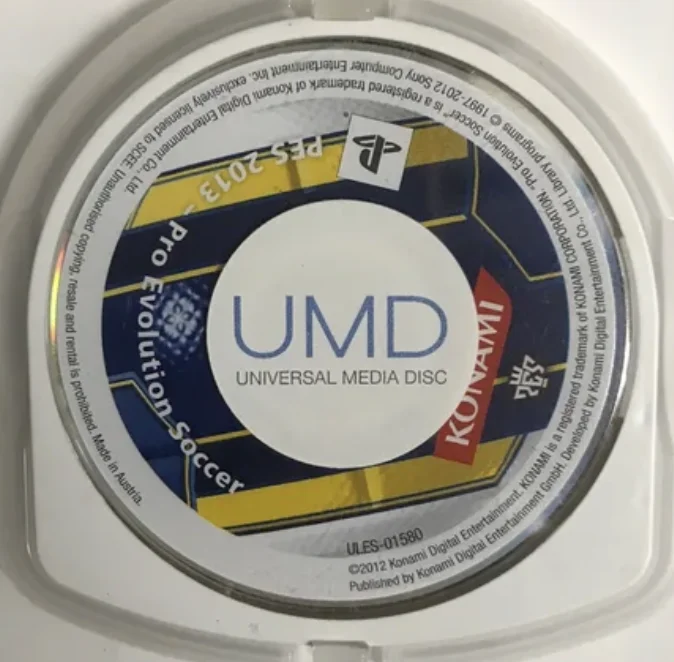 PES 2013 - Pro Evolution Soccer
UMD
UNIVERSAL MEDIA DISC
KONAMI
PES
ULES-01580
©2012 Konami Digital Entertainment. KONAMI is a registered trademark of KONAMI CORPORATION. "Pro Evolution Soccer" is a registered trademark of Konami Digital Entertainment Co., Ltd.
Published by Konami Digital Entertainment GmbH. Developed by Konami Digital Entertainment Co., Ltd. Library programs © 1997-2012 Sony Computer Entertainment Inc. exclusively licensed to SCEE. Unauthorised copying, resale and rental is prohibited. Made in Austria.